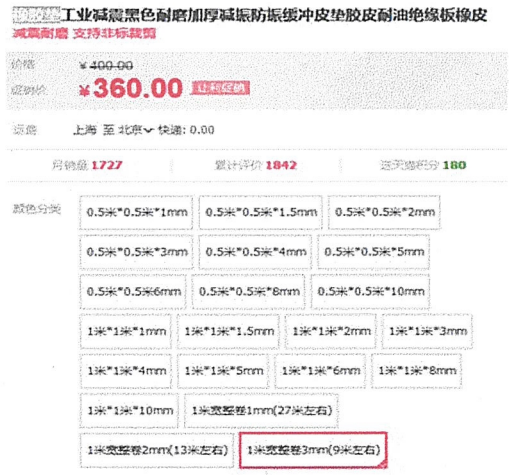 橡胶垫工业减震黑色耐磨加厚减振防振缓冲皮垫胶皮耐油绝缘板橡皮
减震耐磨 支持非标裁剪
价格 ¥400.00
促销价 ¥360.00 让利促销
运费 上海 至 北京 快递: 0.00
月销量 1727 累计评价 1842 送天猫积分 180
颜色分类 0.5米*0.5米*1mm 0.5米*0.5米*1.5mm 0.5米*0.5米*2mm
0.5米*0.5米*3mm 0.5米*0.5米*4mm 0.5米*0.5米*5mm
0.5米*0.5米6mm 0.5米*0.5米*8mm 0.5米*0.5米*10mm
1米*1米*1mm 1米*1米*1.5mm 1米*1米*2mm 1米*1米*3mm
1米*1米*4mm 1米*1米*5mm 1米*1米*6mm 1米*1米*8mm
1米*1米*10mm 1米宽整卷1mm(27米左右)
1米宽整卷2mm(13米左右) 1米宽整卷3mm(9米左右)